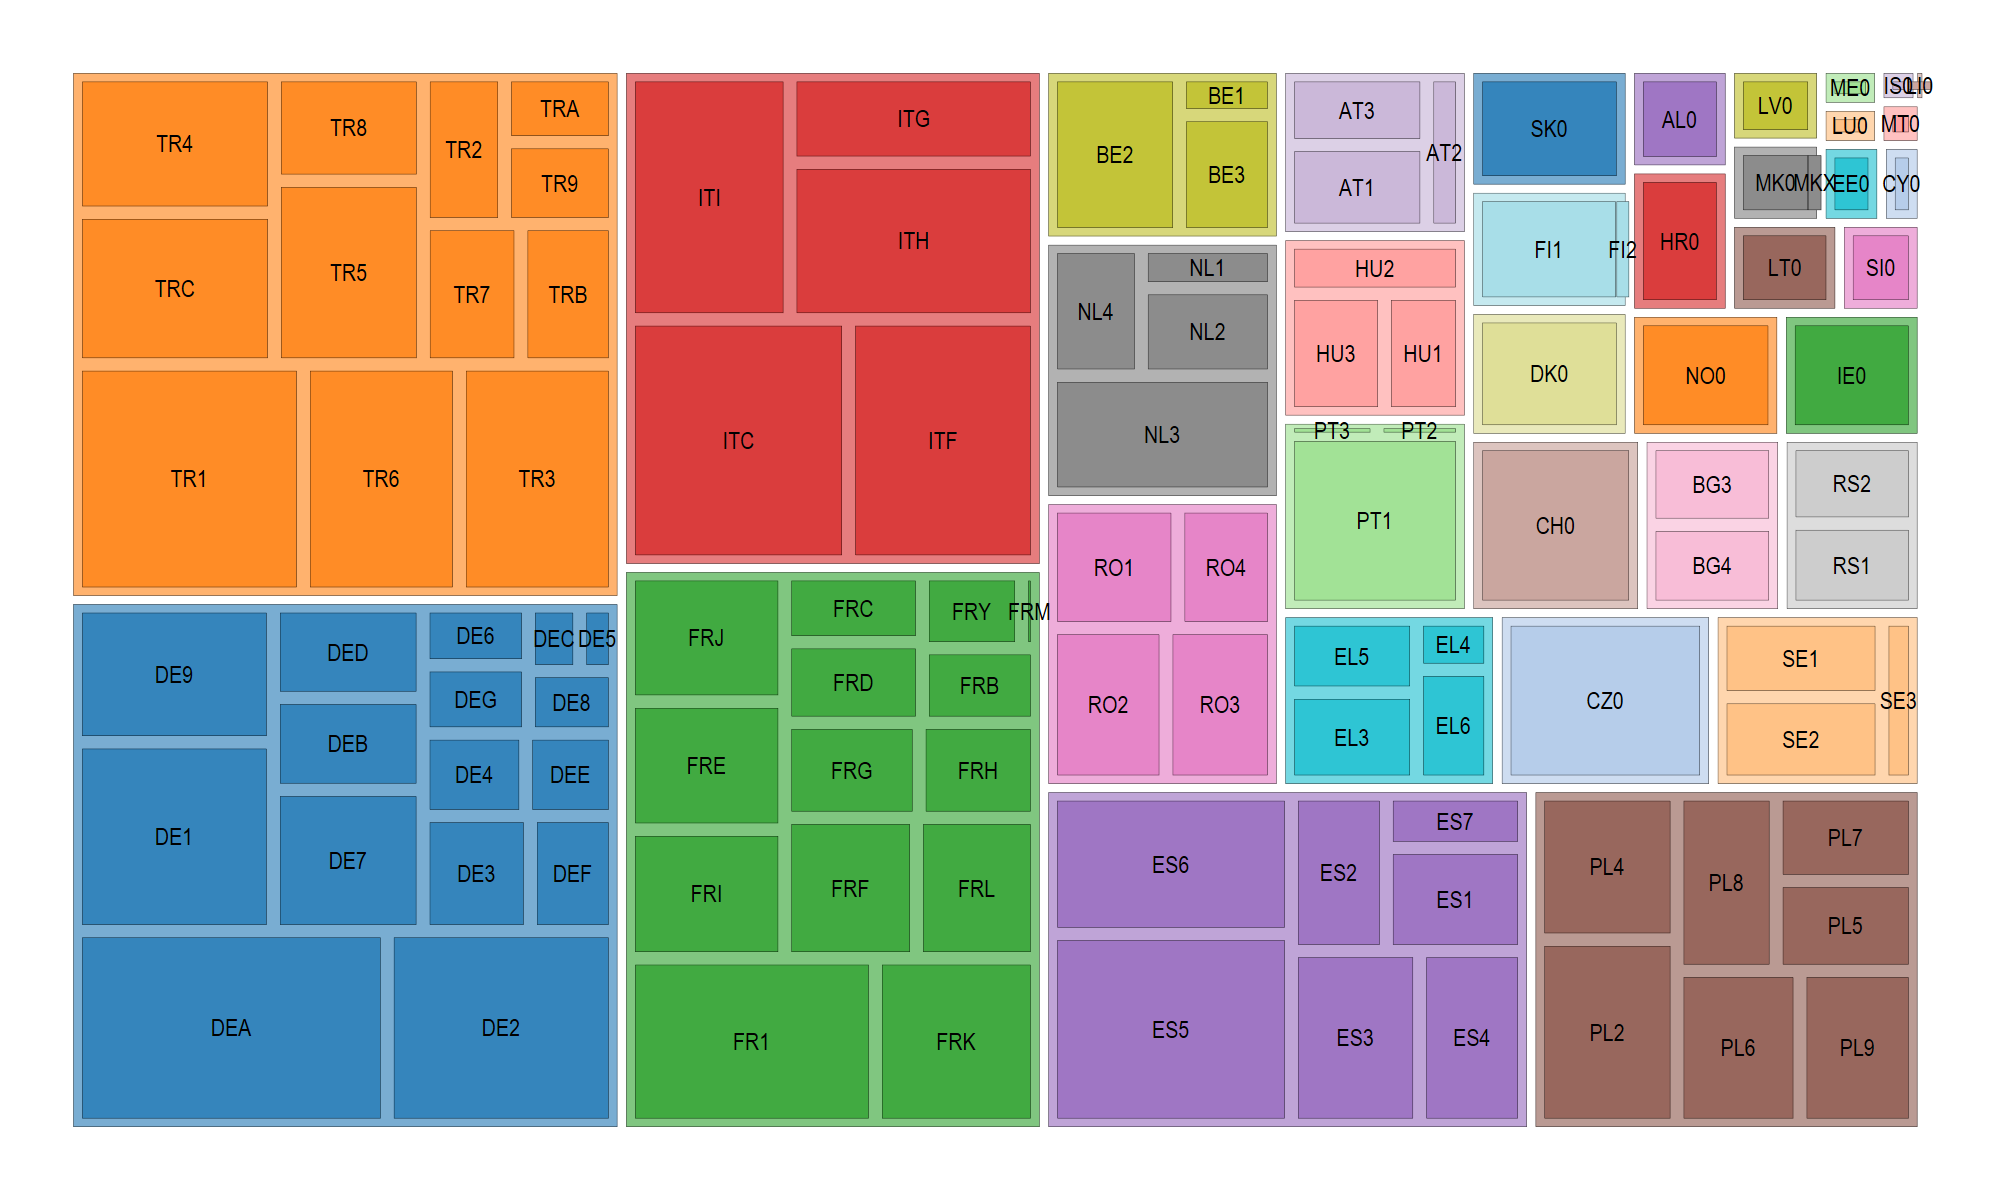 TR4
TR8
TR2
TRA
TR9
TRC
TR5
TR7
TRB
TR1
TR6
TR3
DE9
DED
DE6
DEC
DE5
DEG
DE8
DEB
DE1
DE4
DEE
DE7
DE3
DEF
DEA
DE2
ITI
ITG
ITH
ITC
ITF
FRJ
FRC
FRY
FRM
FRD
FRB
FRE
FRG
FRH
FRI
FRF
FRL
FR1
FRK
BE2
BE1
BE3
NL4
NL1
NL2
NL3
RO1
RO4
RO2
RO3
AT3
AT2
AT1
HU2
HU3
HU1
PT3
PT2
PT1
EL5
EL4
EL3
EL6
SK0
FI1
FI2
DK0
CH0
AL0
HR0
LV0
ME0
IS0
LI0
LU0
MT0
MK0
MKX
EE0
CY0
LT0
SI0
NO0
IE0
BG3
BG4
RS2
RS1
CZ0
SE1
SE3
SE2
ES6
ES2
ES7
ES1
ES5
ES3
ES4
PL4
PL8
PL7
PL5
PL2
PL6
PL9